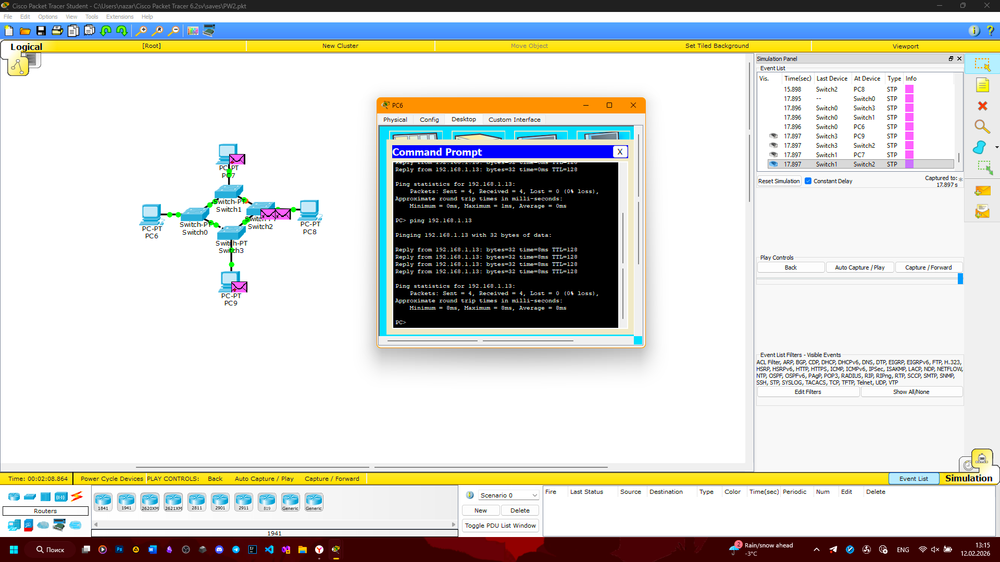 Cisco Packet Tracer Student - C:\Users\nazar\Cisco Packet Tracer 6.2sv\saves\PW2.pkt
File Edit Options View Tools Extensions Help
Logical [Root] New Cluster Move Object Set Tiled Background Viewport
PC-PT
PC7
Switch-PT
Switch1
Switch2
PC-PT
PC8
PC-PT
PC6
Switch-PT
Switch0
Switch-PT
Switch3
PC-PT
PC9
PC6
Physical Config Desktop Custom Interface
Command Prompt X
Reply from 192.168.1.13: bytes=32 time=0ms TTL=128
Reply from 192.168.1.13: bytes=32 time=0ms TTL=128
Ping statistics for 192.168.1.13:
Packets: Sent = 4, Received = 4, Lost = 0 (0% loss),
Approximate round trip times in milli-seconds:
Minimum = 0ms, Maximum = 1ms, Average = 0ms
PC> ping 192.168.1.13
Pinging 192.168.1.13 with 32 bytes of data:
Reply from 192.168.1.13: bytes=32 time=8ms TTL=128
Reply from 192.168.1.13: bytes=32 time=8ms TTL=128
Reply from 192.168.1.13: bytes=32 time=8ms TTL=128
Reply from 192.168.1.13: bytes=32 time=8ms TTL=128
Ping statistics for 192.168.1.13:
Packets: Sent = 4, Received = 4, Lost = 0 (0% loss),
Approximate round trip times in milli-seconds:
Minimum = 8ms, Maximum = 8ms, Average = 8ms
PC>
Simulation Panel
Event List
Vis. Time(sec) Last Device At Device Type Info
15.898 Switch2 PC8 STP
17.895 -- Switch0 STP
17.896 Switch0 Switch3 STP
17.896 Switch0 Switch1 STP
17.896 Switch0 PC6 STP
17.897 Switch3 PC9 STP
17.897 Switch3 Switch2 STP
17.897 Switch1 PC7 STP
17.897 Switch1 Switch2 STP
Reset Simulation Constant Delay Captured to: *
17.897 s
Play Controls
Back Auto Capture / Play Capture / Forward
Event List Filters - Visible Events
ACL Filter, ARP, BGP, CDP, DHCP, DHCPv6, DNS, DTP, EIGRP, EIGRPv6, FTP, H.323,
HSRP, HSRPv6, HTTP, HTTPS, ICMP, ICMPv6, IPSec, ISAKMP, LACP, NDP, NETFLOW,
NTP, OSPF, OSPFv6, PAgP, POP3, RADIUS, RIP, RIPng, RTP, SCCP, SMTP, SNMP,
SSH, STP, SYSLOG, TACACS, TCP, TFTP, Telnet, UDP, VTP
Edit Filters Show All/None
Time: 00:02:08.864 Power Cycle Devices PLAY CONTROLS: Back Auto Capture / Play Capture / Forward Event List Simulation
Routers
1841 1941 2620XM 2621XM 2811 2901 2911 819 Generic Generic
1941
Scenario 0
New Delete
Toggle PDU List Window
Fire Last Status Source Destination Type Color Time(sec) Periodic Num Edit Delete
Поиск
2
Rain/snow ahead
-3°C
ENG
13:15
12.02.2026